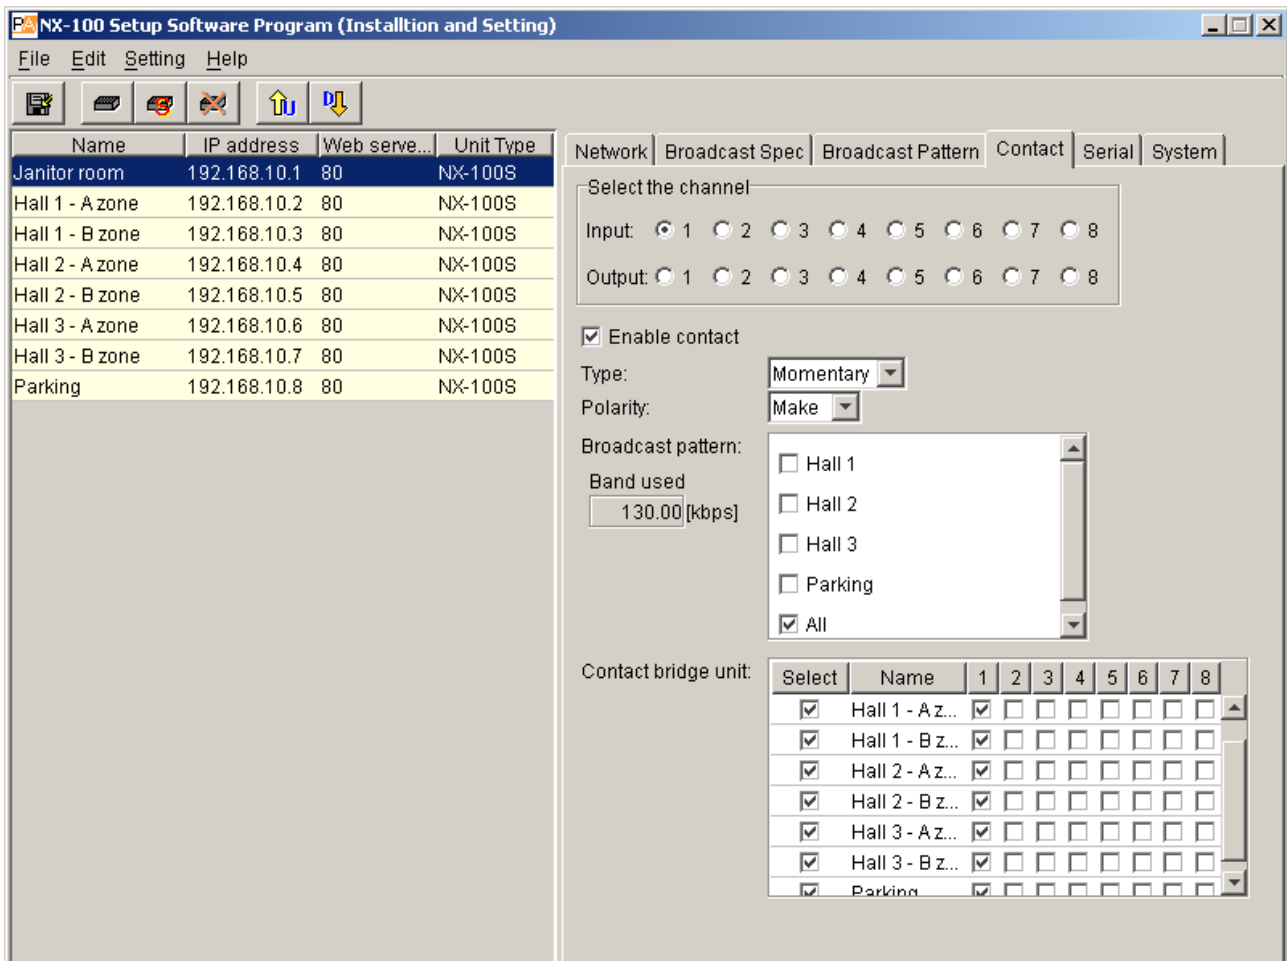 PA NX-100 Setup Software Program (Installtion and Setting)
File Edit Setting Help
U D
Name IP address Web serve... Unit Type
Janitor room 192.168.10.1 80 NX-100S
Hall 1 - A zone 192.168.10.2 80 NX-100S
Hall 1 - B zone 192.168.10.3 80 NX-100S
Hall 2 - A zone 192.168.10.4 80 NX-100S
Hall 2 - B zone 192.168.10.5 80 NX-100S
Hall 3 - A zone 192.168.10.6 80 NX-100S
Hall 3 - B zone 192.168.10.7 80 NX-100S
Parking 192.168.10.8 80 NX-100S
Network Broadcast Spec Broadcast Pattern Contact Serial System
Select the channel
Input: 1 2 3 4 5 6 7 8
Output: 1 2 3 4 5 6 7 8
Enable contact
Type: Momentary
Polarity: Make
Broadcast pattern:
Band used
130.00 [kbps]
Hall 1
Hall 2
Hall 3
Parking
All
Contact bridge unit:
Select Name 1 2 3 4 5 6 7 8
Hall 1 - A z...
Hall 1 - B z...
Hall 2 - A z...
Hall 2 - B z...
Hall 3 - A z...
Hall 3 - B z...
Parking